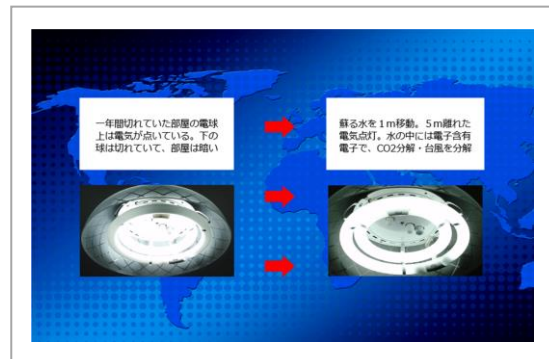 一年間切れていた部屋の電球
上は電気が点いている。下の
球は切れていて、部屋は暗い
蘇る水を1m移動。5m離れた
電気点灯。水の中には電子含有
電子で、CO2分解・台風を分解